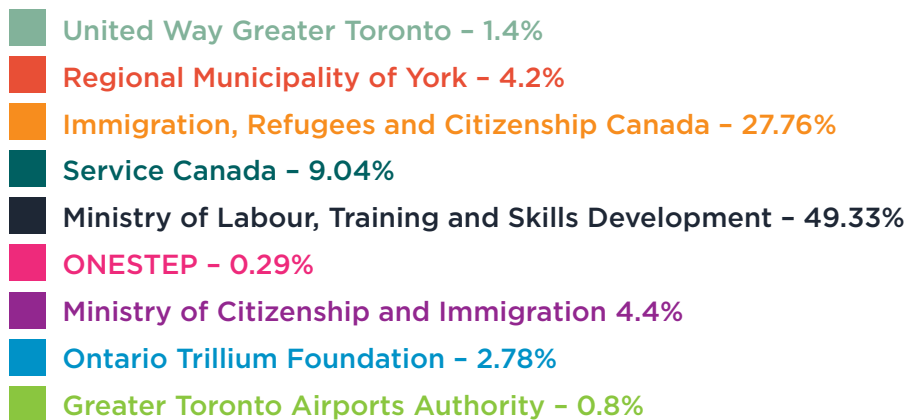 United Way Greater Toronto – 1.4%
Regional Municipality of York – 4.2%
Immigration, Refugees and Citizenship Canada – 27.76%
Service Canada – 9.04%
Ministry of Labour, Training and Skills Development – 49.33%
ONESTEP – 0.29%
Ministry of Citizenship and Immigration 4.4%
Ontario Trillium Foundation – 2.78%
Greater Toronto Airports Authority – 0.8%